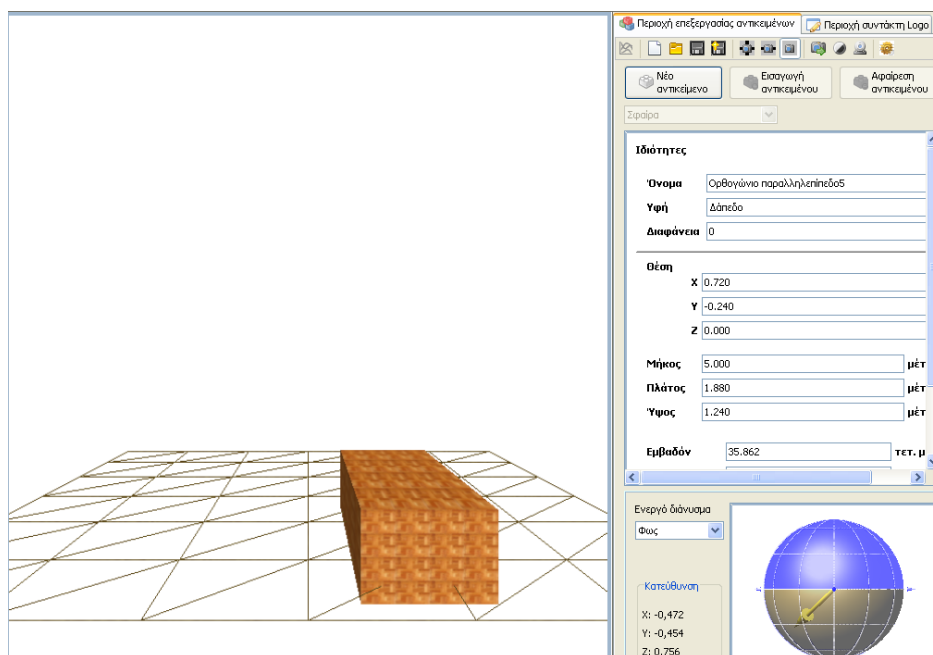 Περιοχή επεξεργασίας αντικειμένων
Περιοχή συντάκτη Logo
Νέο αντικείμενο
Εισαγωγή αντικειμένου
Αφαίρεση αντικειμένου
Σφαίρα
Ιδιότητες
Όνομα Ορθογώνιο παραλληλεπίπεδο5
Υφή Δάπεδο
Διαφάνεια 0
Θέση
X 0.720
Y -0.240
Z 0.000
Μήκος 5.000 μέτ
Πλάτος 1.880 μέτ
Ύψος 1.240 μέτ
Εμβαδόν 35.862 τετ. μ
Ενεργό διάνυσμα
Φως
Κατεύθυνση
X: -0,472
Y: -0,454
Z: 0,756